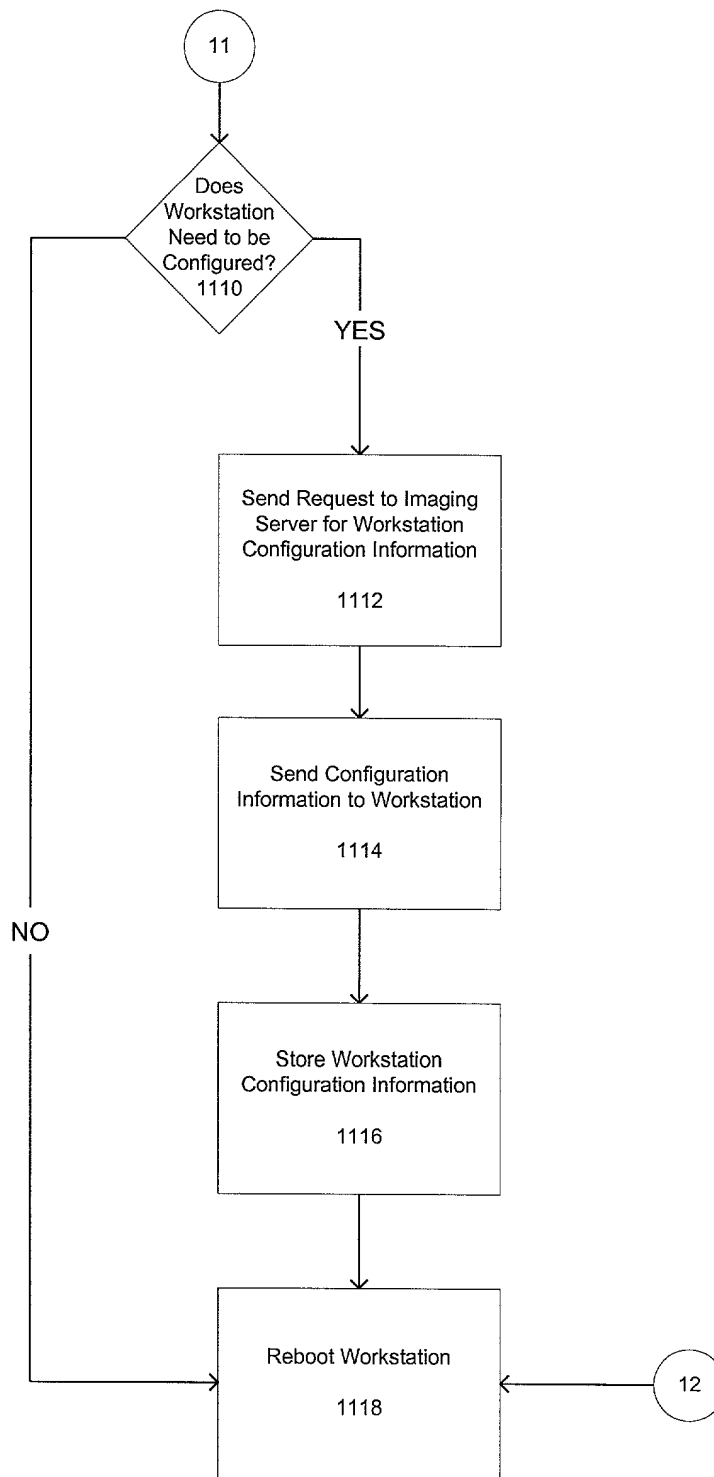 11
Does
Workstation
Need to be
Configured?
1110
YES
Send Request to Imaging
Server for Workstation
Configuration Information
1112
Send Configuration
Information to Workstation
1114
NO
Store Workstation
Configuration Information
1116
Reboot Workstation
1118
12